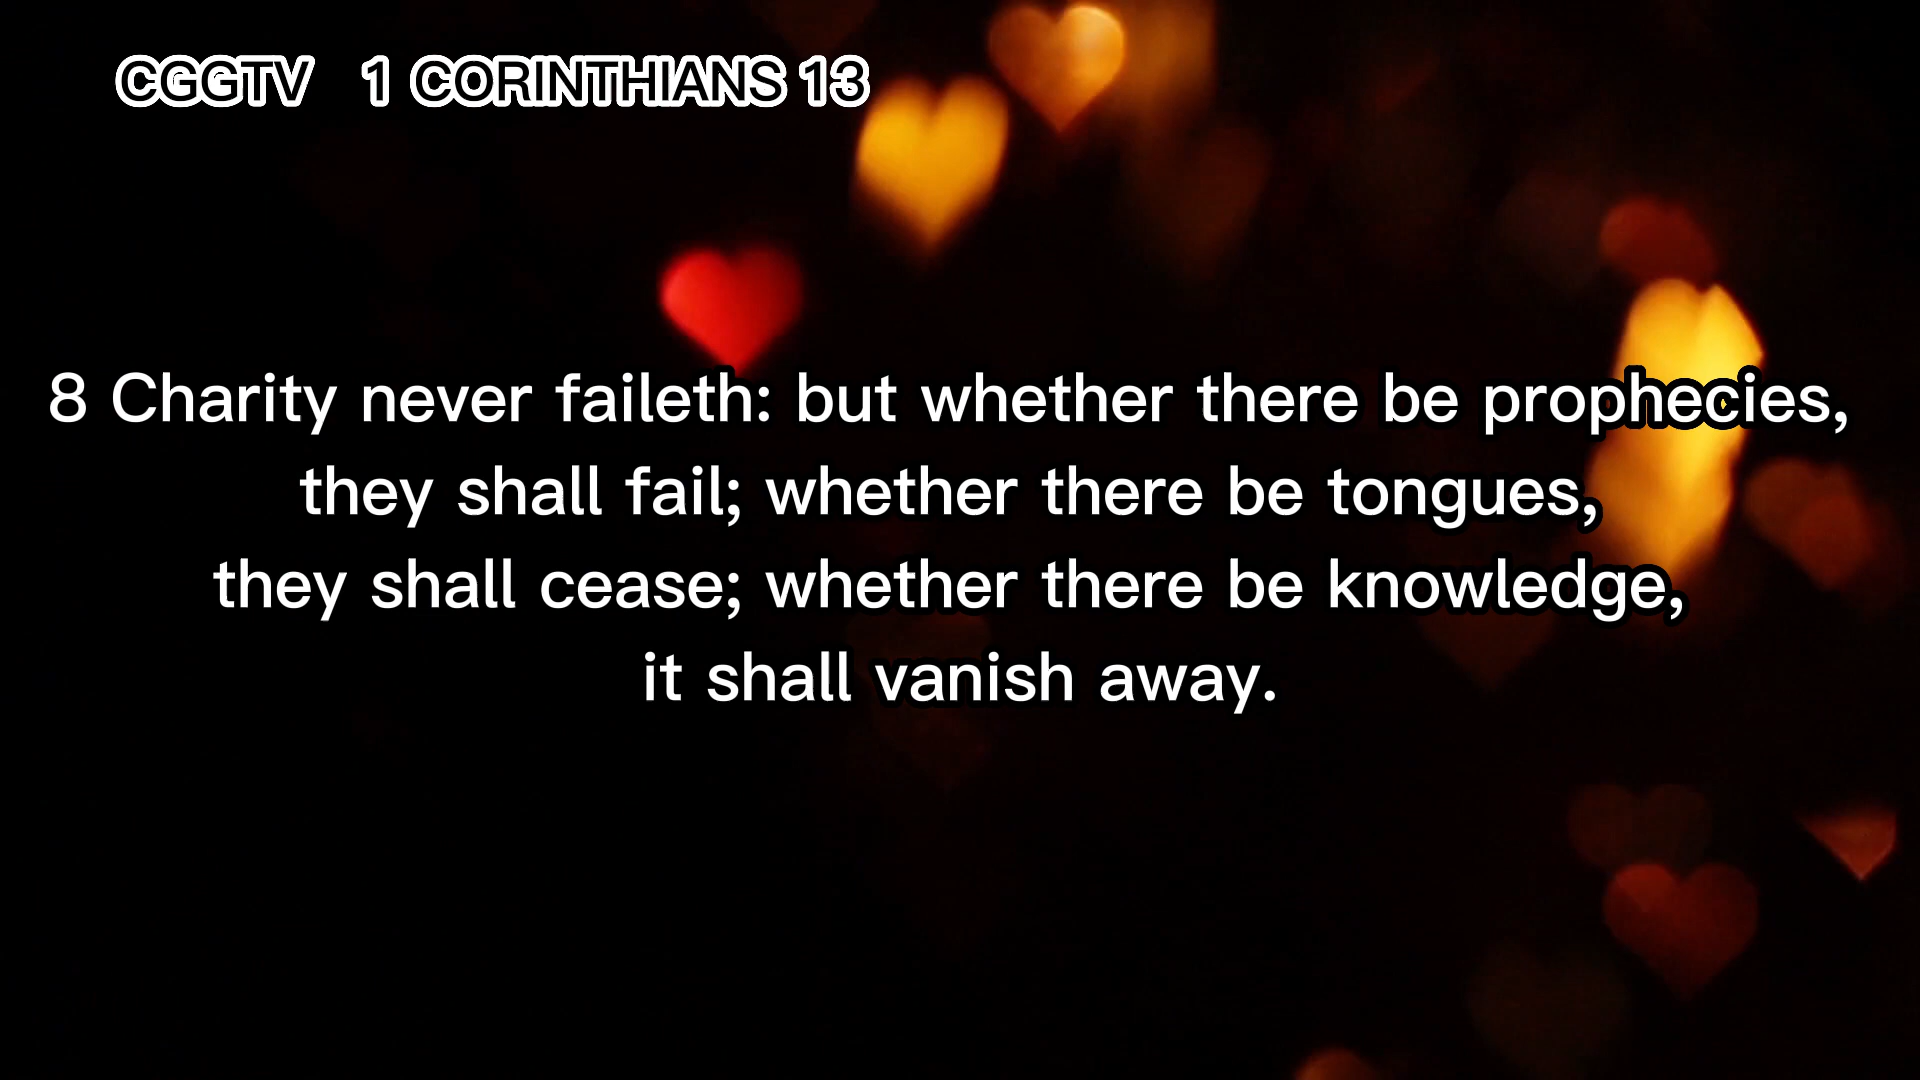 CGGTV 1 CORINTHIANS 13
8 Charity never faileth: but whether there be prophecies,
they shall fail; whether there be tongues,
they shall cease; whether there be knowledge,
it shall vanish away.